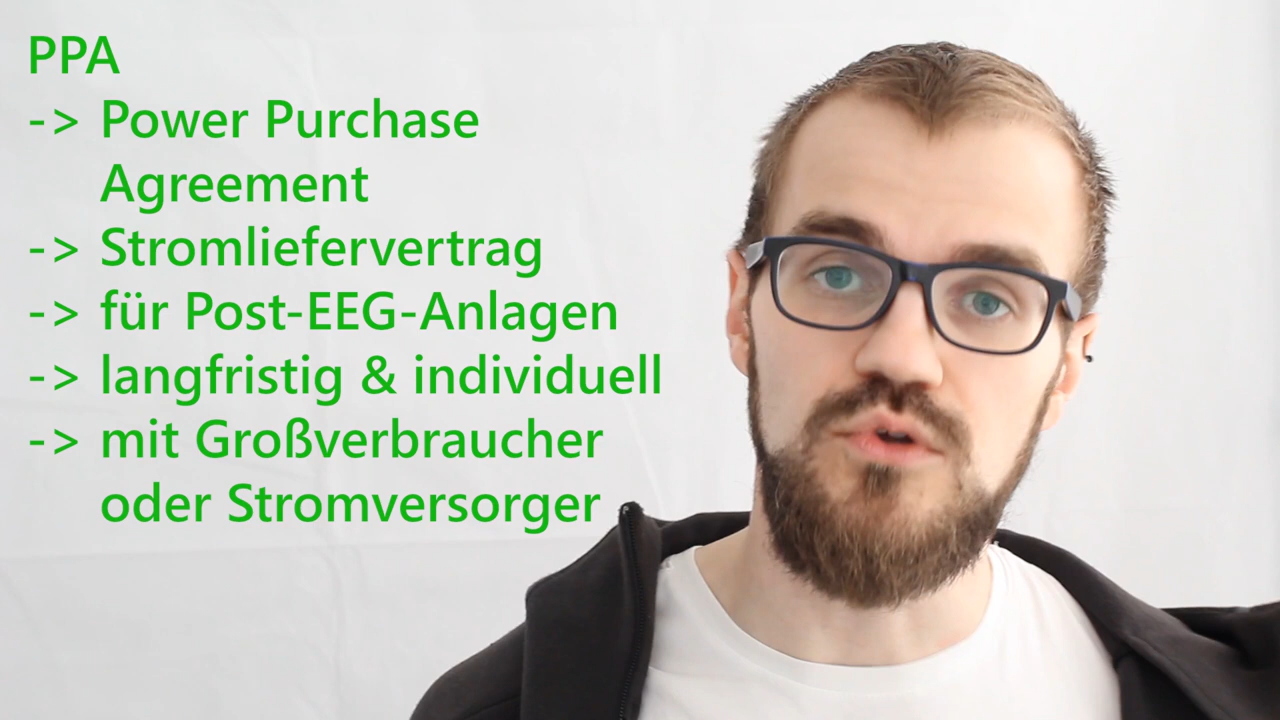 PPA
-> Power Purchase
Agreement
-> Stromliefervertrag
-> für Post-EEG-Anlagen
-> langfristig & individuell
-> mit Großverbraucher
oder Stromversorger